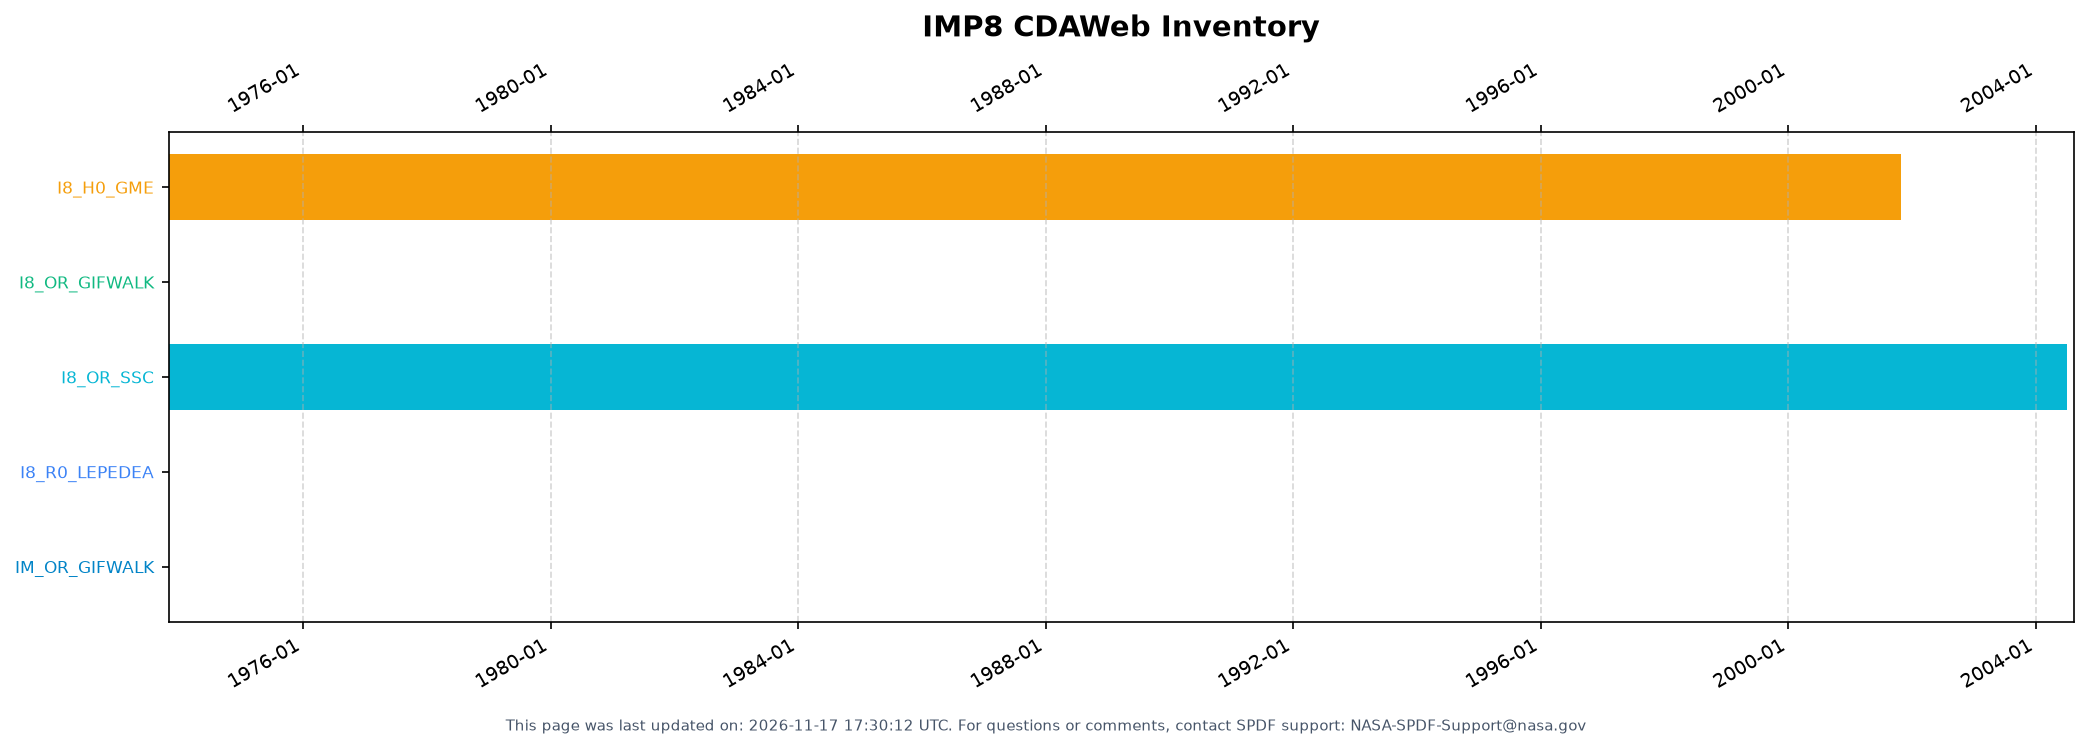 IMP8 CDAWeb Inventory
1976-01 1980-01 1984-01 1988-01 1992-01 1996-01 2000-01 2004-01
I8_H0_GME
I8_OR_GIFWALK
I8_OR_SSC
I8_R0_LEPEDEA
IM_OR_GIFWALK
1976-01 1980-01 1984-01 1988-01 1992-01 1996-01 2000-01 2004-01
This page was last updated on: 2026-11-17 17:30:12 UTC. For questions or comments, contact SPDF support: NASA-SPDF-Support@nasa.gov